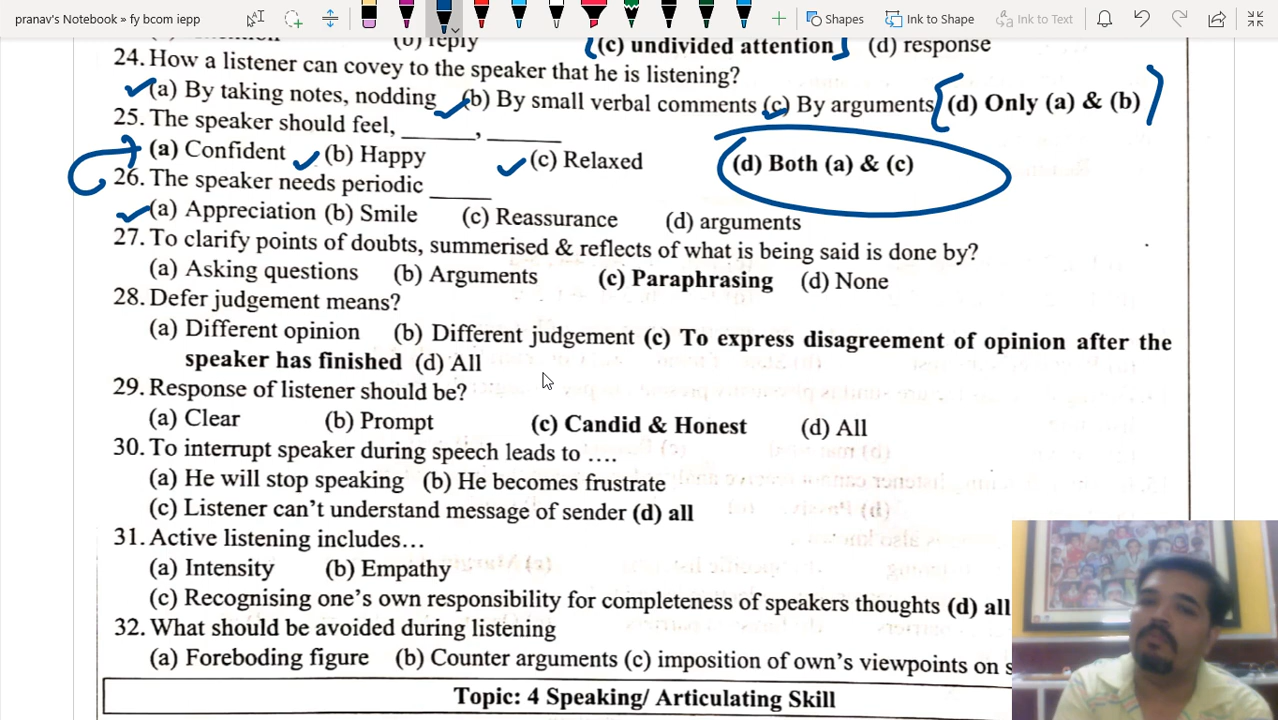 pranav's Notebook » fy bcom iepp
Shapes Ink to Shape Ink to Text
(b) reply (c) undivided attention (d) response
24. How a listener can covey to the speaker that he is listening?
(a) By taking notes, nodding (b) By small verbal comments (c) By arguments (d) Only (a) & (b)
25. The speaker should feel, ______, ______
(a) Confident (b) Happy (c) Relaxed (d) Both (a) & (c)
26. The speaker needs periodic _____
(a) Appreciation (b) Smile (c) Reassurance (d) arguments
27. To clarify points of doubts, summerised & reflects of what is being said is done by?
(a) Asking questions (b) Arguments (c) Paraphrasing (d) None
28. Defer judgement means?
(a) Different opinion (b) Different judgement (c) To express disagreement of opinion after the
speaker has finished (d) All
29. Response of listener should be?
(a) Clear (b) Prompt (c) Candid & Honest (d) All
30. To interrupt speaker during speech leads to ....
(a) He will stop speaking (b) He becomes frustrate
(c) Listener can't understand message of sender (d) all
31. Active listening includes...
(a) Intensity (b) Empathy
(c) Recognising one's own responsibility for completeness of speakers thoughts (d) all
32. What should be avoided during listening
(a) Foreboding figure (b) Counter arguments (c) imposition of own's viewpoints on
Topic: 4 Speaking/ Articulating Skill